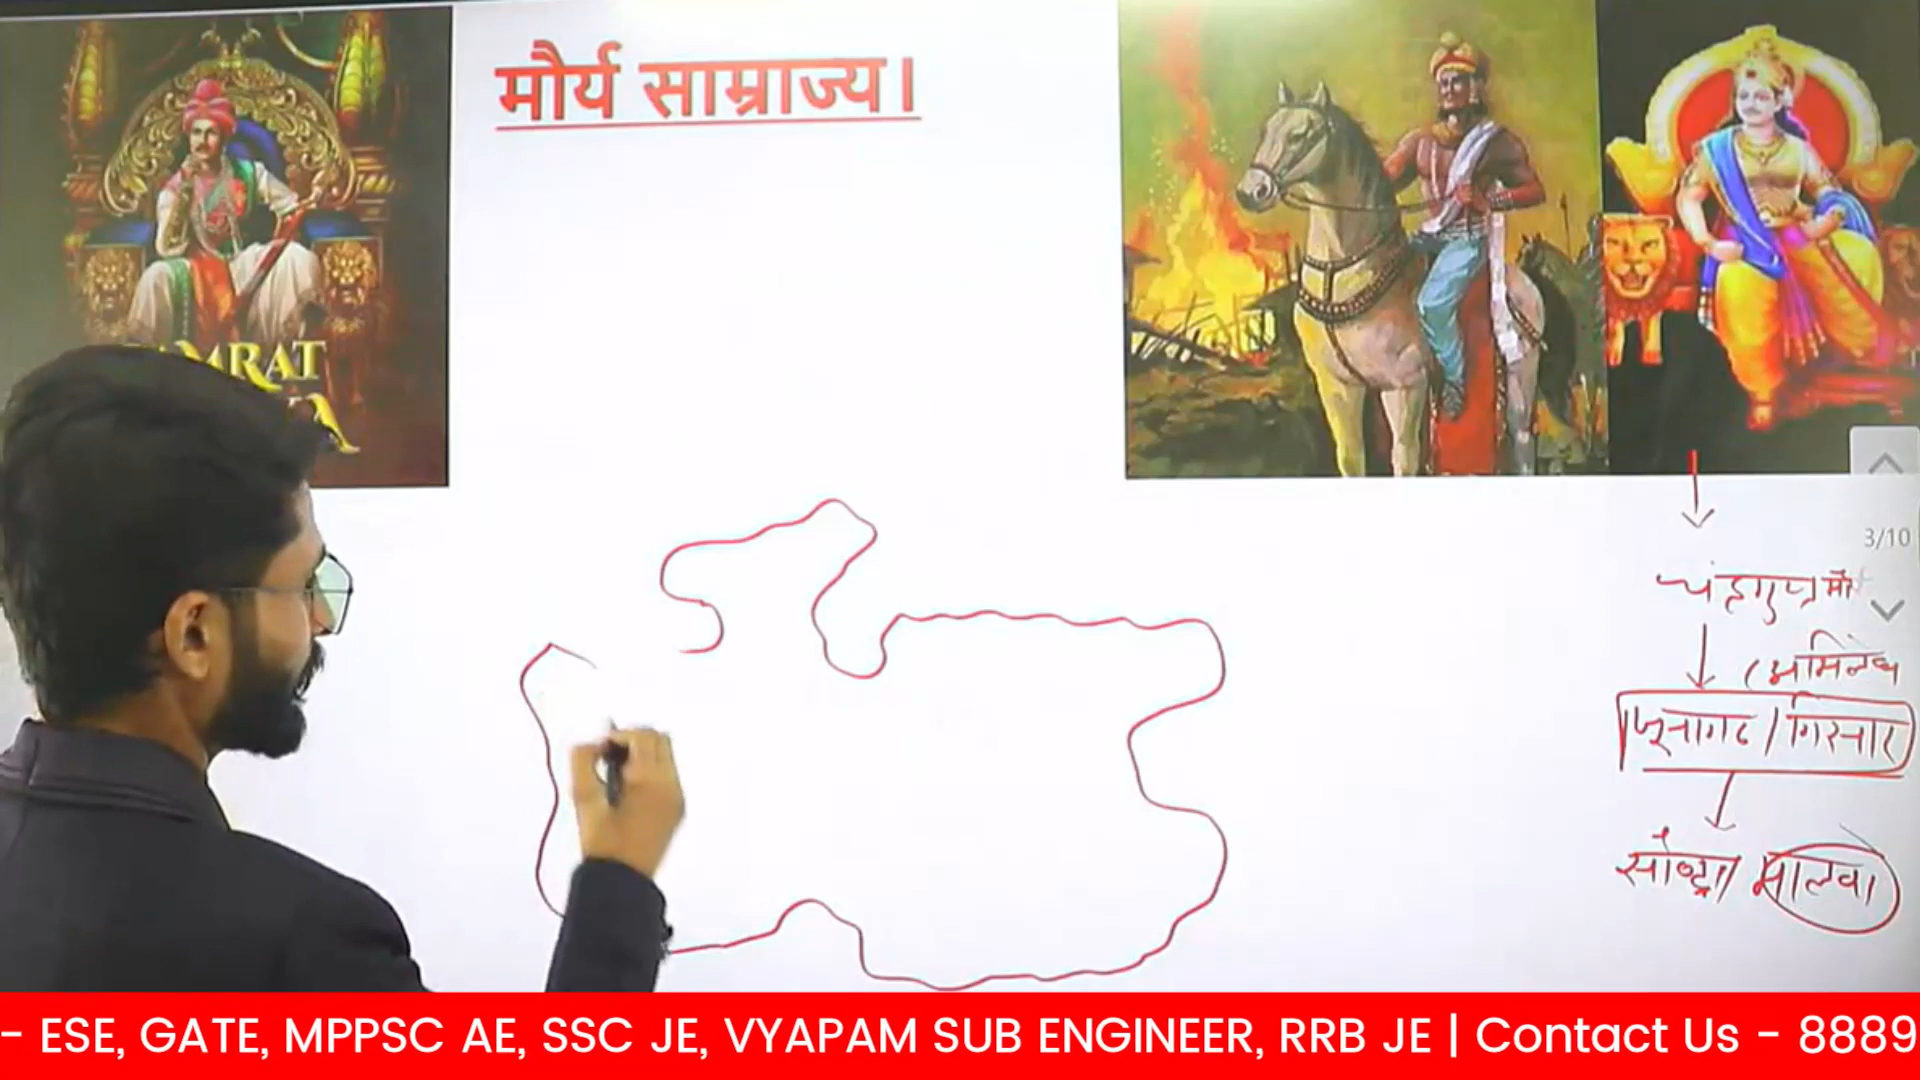 मौर्य साम्राज्य।
3/10
चंद्रगुप्त मौर्य
(अभिलेख
जूनागढ़ / गिरनार
सौराष्ट्र/ मालवा
- ESE, GATE, MPPSC AE, SSC JE, VYAPAM SUB ENGINEER, RRB JE | Contact Us - 8889